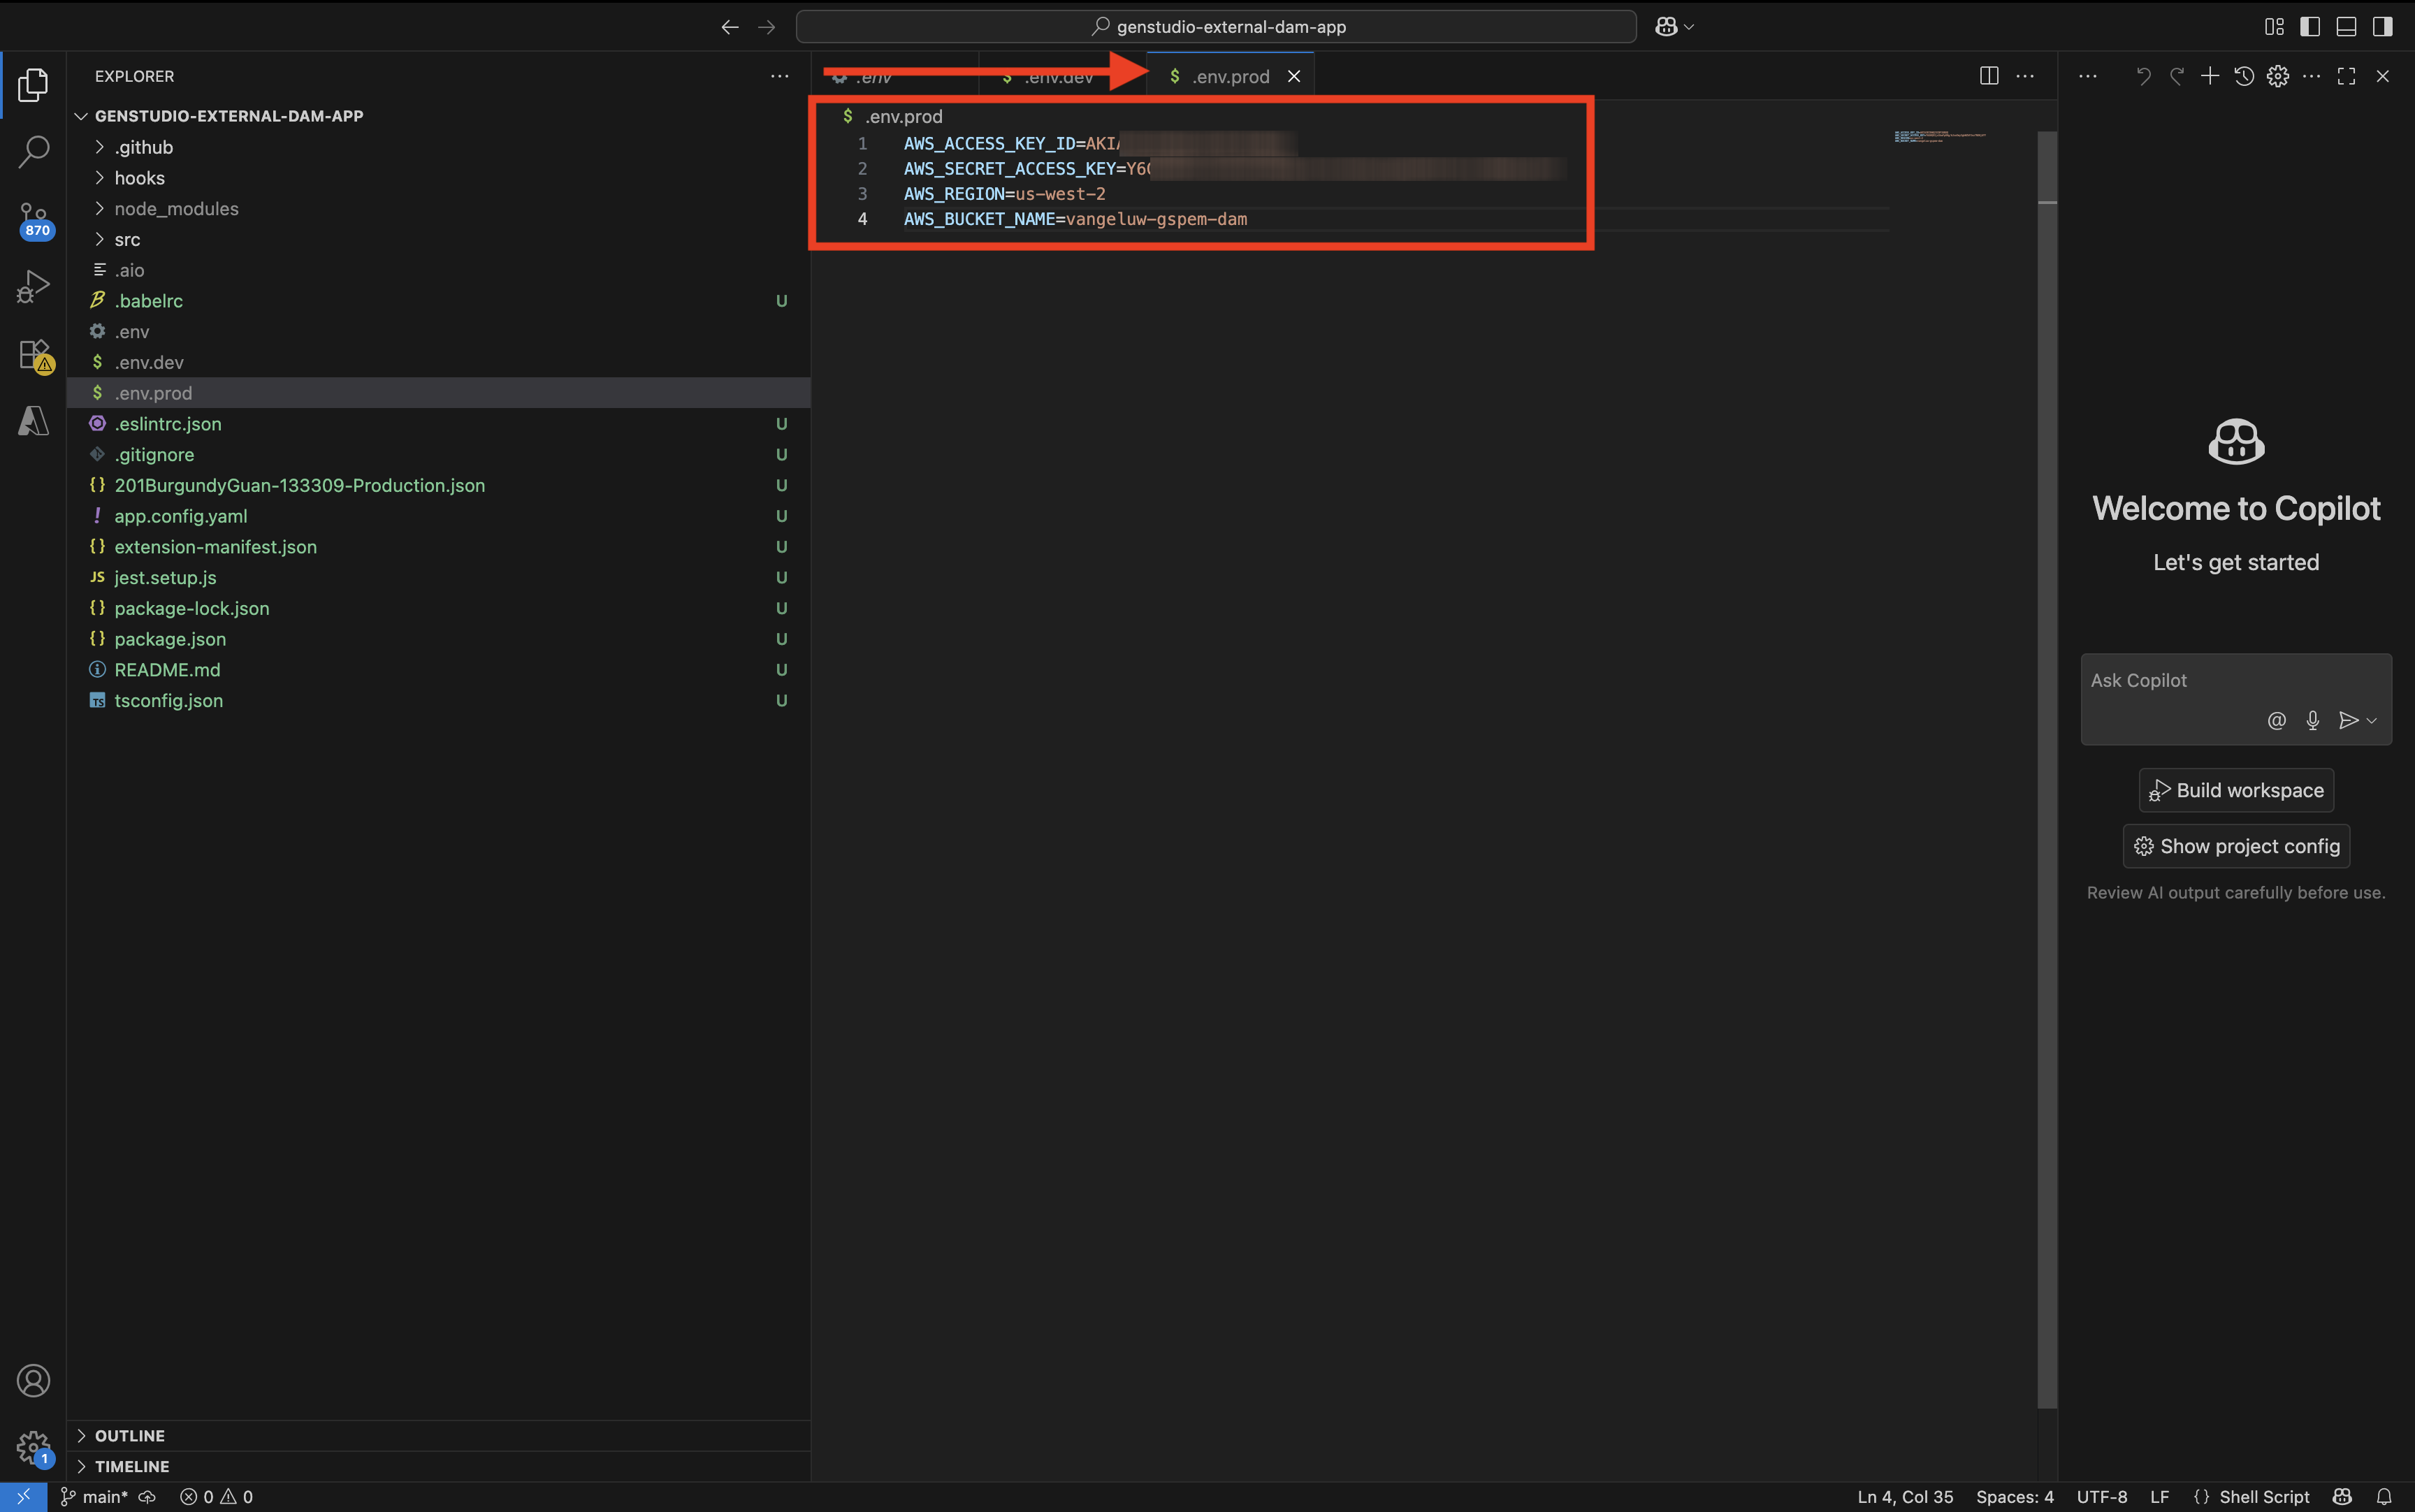 genstudio-external-dam-app
EXPLORER
.env
.env.dev
.env.prod
GENSTUDIO-EXTERNAL-DAM-APP
.github
hooks
node_modules
src
.aio
.babelrc U
.env
.env.dev
.env.prod
.eslintrc.json U
.gitignore U
201BurgundyGuan-133309-Production.json U
app.config.yaml U
extension-manifest.json U
jest.setup.js U
package-lock.json U
package.json U
README.md U
tsconfig.json U
870
OUTLINE
TIMELINE
1
.env.prod
1 AWS_ACCESS_KEY_ID=AKIA
2 AWS_SECRET_ACCESS_KEY=Y6
3 AWS_REGION=us-west-2
4 AWS_BUCKET_NAME=vangeluw-gspem-dam
Welcome to Copilot
Let's get started
Ask Copilot
Build workspace
Show project config
Review AI output carefully before use.
main* 0 0
Ln 4, Col 35 Spaces: 4 UTF-8 LF {} Shell Script